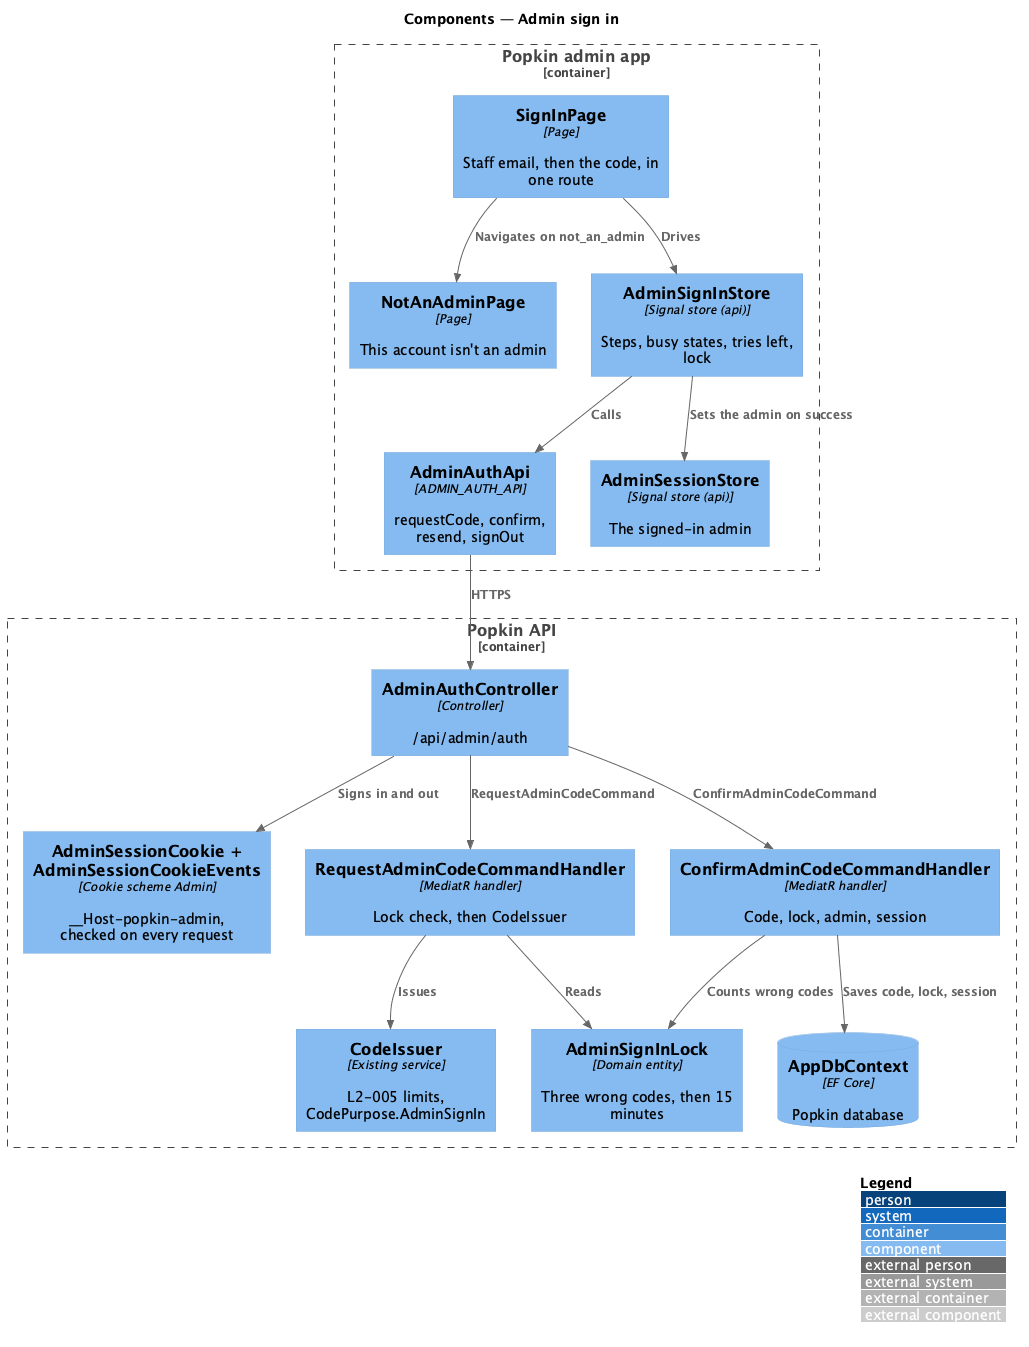 Components — Admin sign in
Popkin admin app
[container]
SignInPage
[Page]
Staff email, then the code, in
one route
Navigates on not_an_admin
Drives
NotAnAdminPage
[Page]
This account isn't an admin
AdminSignInStore
[Signal store (api)]
Steps, busy states, tries left,
lock
Calls
Sets the admin on success
AdminAuthApi
[ADMIN_AUTH_API]
requestCode, confirm,
resend, signOut
AdminSessionStore
[Signal store (api)]
The signed-in admin
HTTPS
Popkin API
[container]
AdminAuthController
[Controller]
/api/admin/auth
Signs in and out
RequestAdminCodeCommand
ConfirmAdminCodeCommand
AdminSessionCookie +
AdminSessionCookieEvents
[Cookie scheme Admin]
__Host-popkin-admin,
checked on every request
RequestAdminCodeCommandHandler
[MediatR handler]
Lock check, then CodeIssuer
ConfirmAdminCodeCommandHandler
[MediatR handler]
Code, lock, admin, session
Issues
Reads
Counts wrong codes
Saves code, lock, session
CodeIssuer
[Existing service]
L2-005 limits,
CodePurpose.AdminSignIn
AdminSignInLock
[Domain entity]
Three wrong codes, then 15
minutes
AppDbContext
[EF Core]
Popkin database
Legend
person
system
container
component
external person
external system
external container
external component